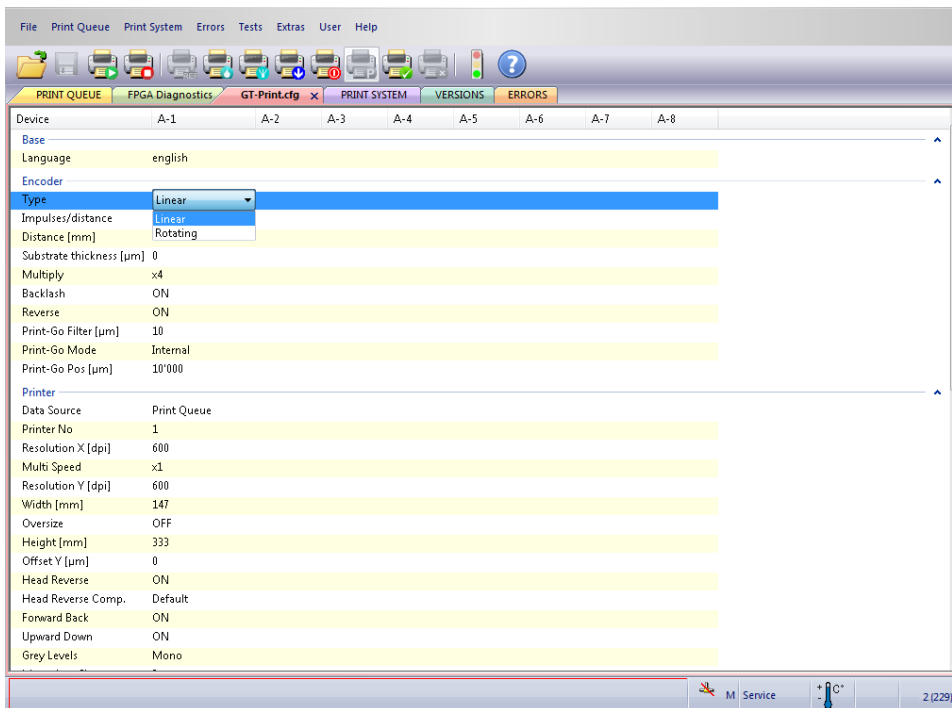 File Print Queue Print System Errors Tests Extras User Help
PRINT QUEUE FPGA Diagnostics GT-Print.cfg x PRINT SYSTEM VERSIONS ERRORS
Device A-1 A-2 A-3 A-4 A-5 A-6 A-7 A-8
Base
Language english
Encoder
Type Linear
Impulses/distance Linear
Distance [mm] Rotating
Substrate thickness [µm] 0
Multiply x4
Backlash ON
Reverse ON
Print-Go Filter [µm] 10
Print-Go Mode Internal
Print-Go Pos [µm] 10'000
Printer
Data Source Print Queue
Printer No 1
Resolution X [dpi] 600
Multi Speed x1
Resolution Y [dpi] 600
Width [mm] 147
Oversize OFF
Height [mm] 333
Offset Y [µm] 0
Head Reverse ON
Head Reverse Comp. Default
Forward Back ON
Upward Down ON
Grey Levels Mono
M Service + - C° 2 (229)